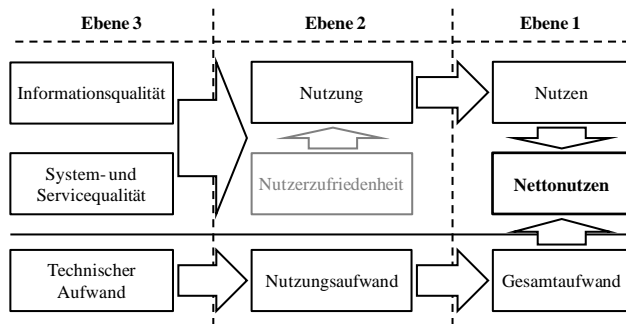 Ebene 3
Ebene 2
Ebene 1
Informationsqualität
Nutzung
Nutzen
System- und
Servicequalität
Nutzerzufriedenheit
Nettonutzen
Technischer
Aufwand
Nutzungsaufwand
Gesamtaufwand